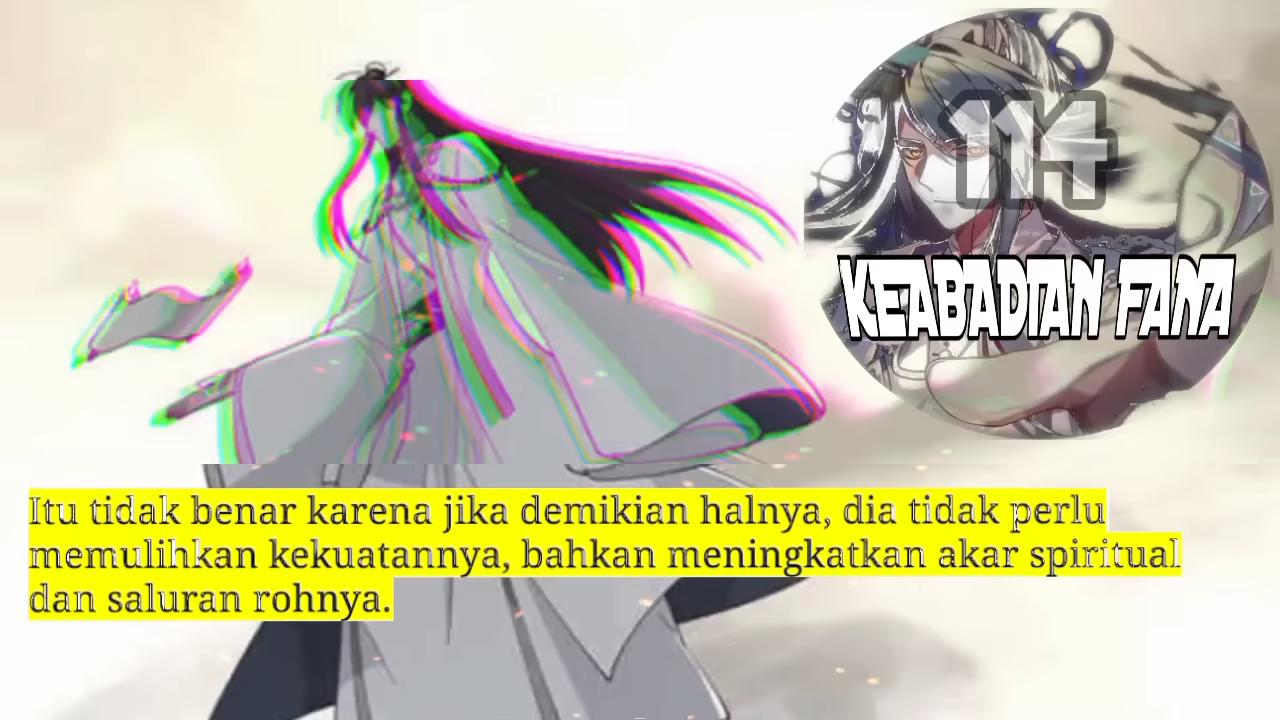 114
KEABADIAN FANA
Itu tidak benar karena jika demikian halnya, dia tidak perlu
memulihkan kekuatannya, bahkan meningkatkan akar spiritual
dan saluran rohnya.